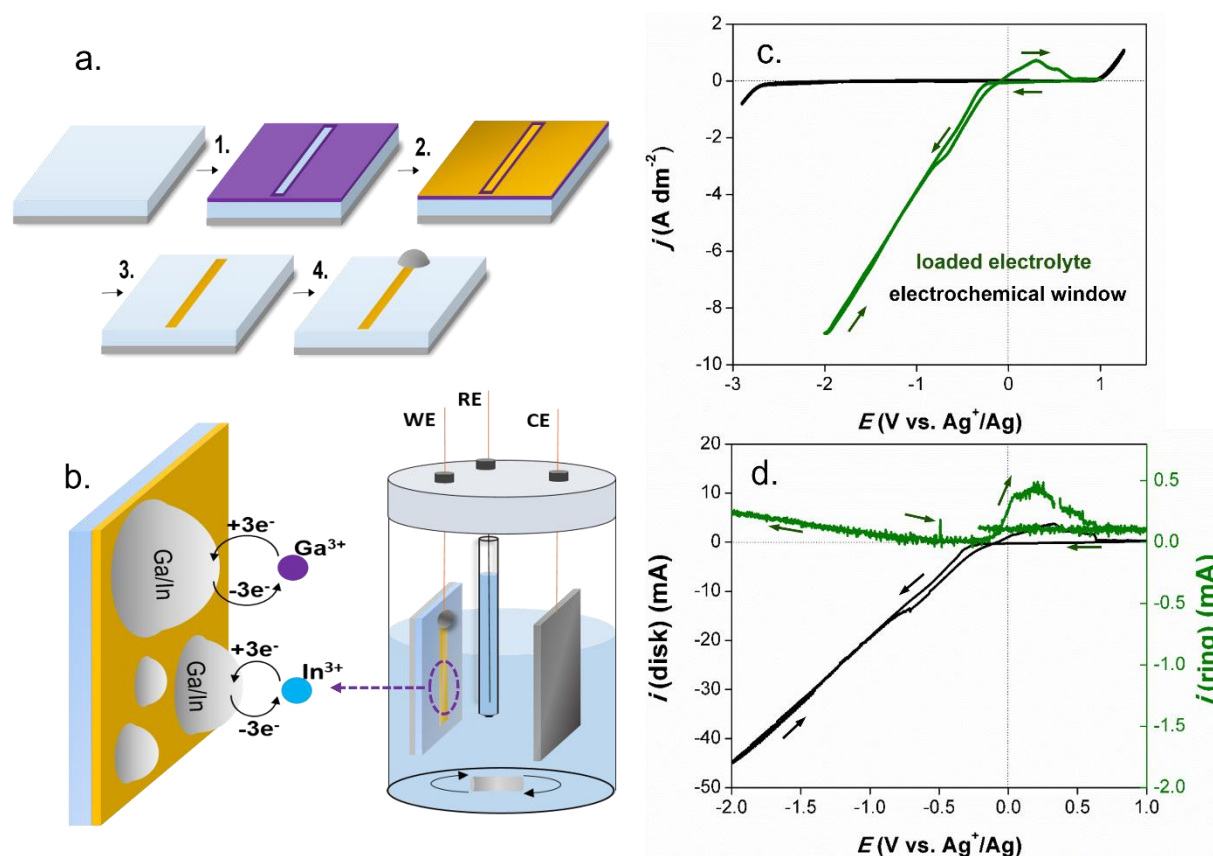 a.
1.
2.
3.
4.
b.
Ga/In
+3e-
Ga³⁺
-3e-
Ga/In
+3e-
In³⁺
-3e-
WE
RE
CE
c.
j (A dm⁻²)
2
0
-2
-4
-6
-8
-10
loaded electrolyte
electrochemical window
-3
-2
-1
0
1
E (V vs. Ag⁺/Ag)
d.
i (disk) (mA)
20
10
0
-10
-20
-30
-40
-50
i (ring) (mA)
0.5
0.0
-0.5
-1.0
-1.5
-2.0
-2.0
-1.5
-1.0
-0.5
0.0
0.5
1.0
E (V vs. Ag⁺/Ag)